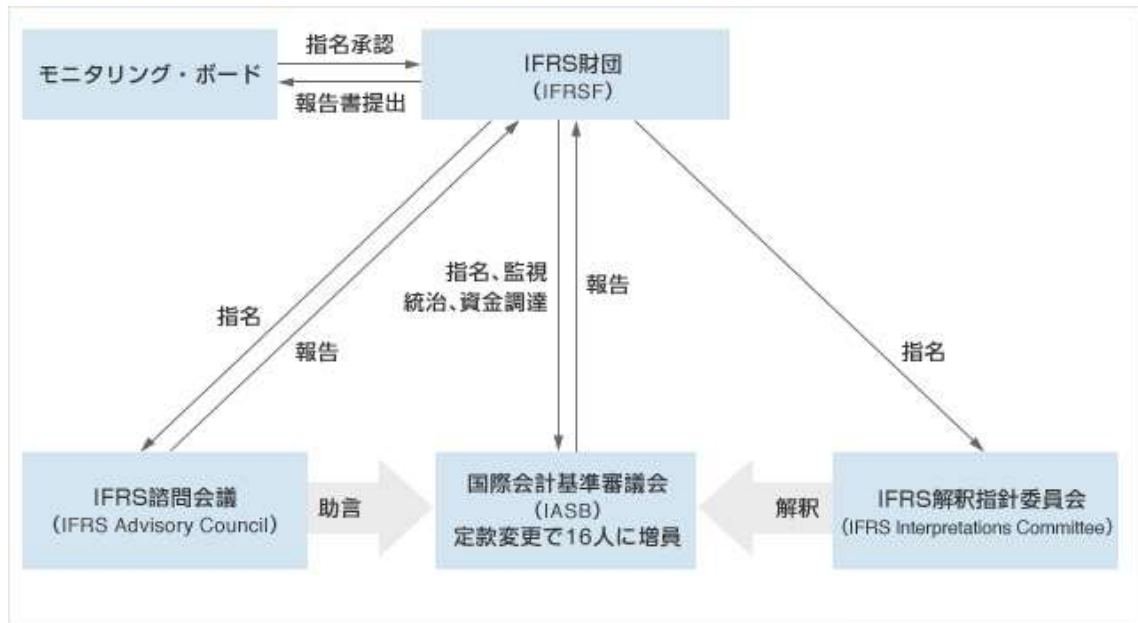 指名承認
モニタリング・ボード
報告書提出
IFRS財団
（IFRSF）
指名、監視
統治、資金調達
報告
指名
報告
指名
IFRS諮問会議
（IFRS Advisory Council）
助言
国際会計基準審議会
（IASB）
定款変更で16人に増員
解釈
IFRS解釈指針委員会
（IFRS Interpretations Committee）